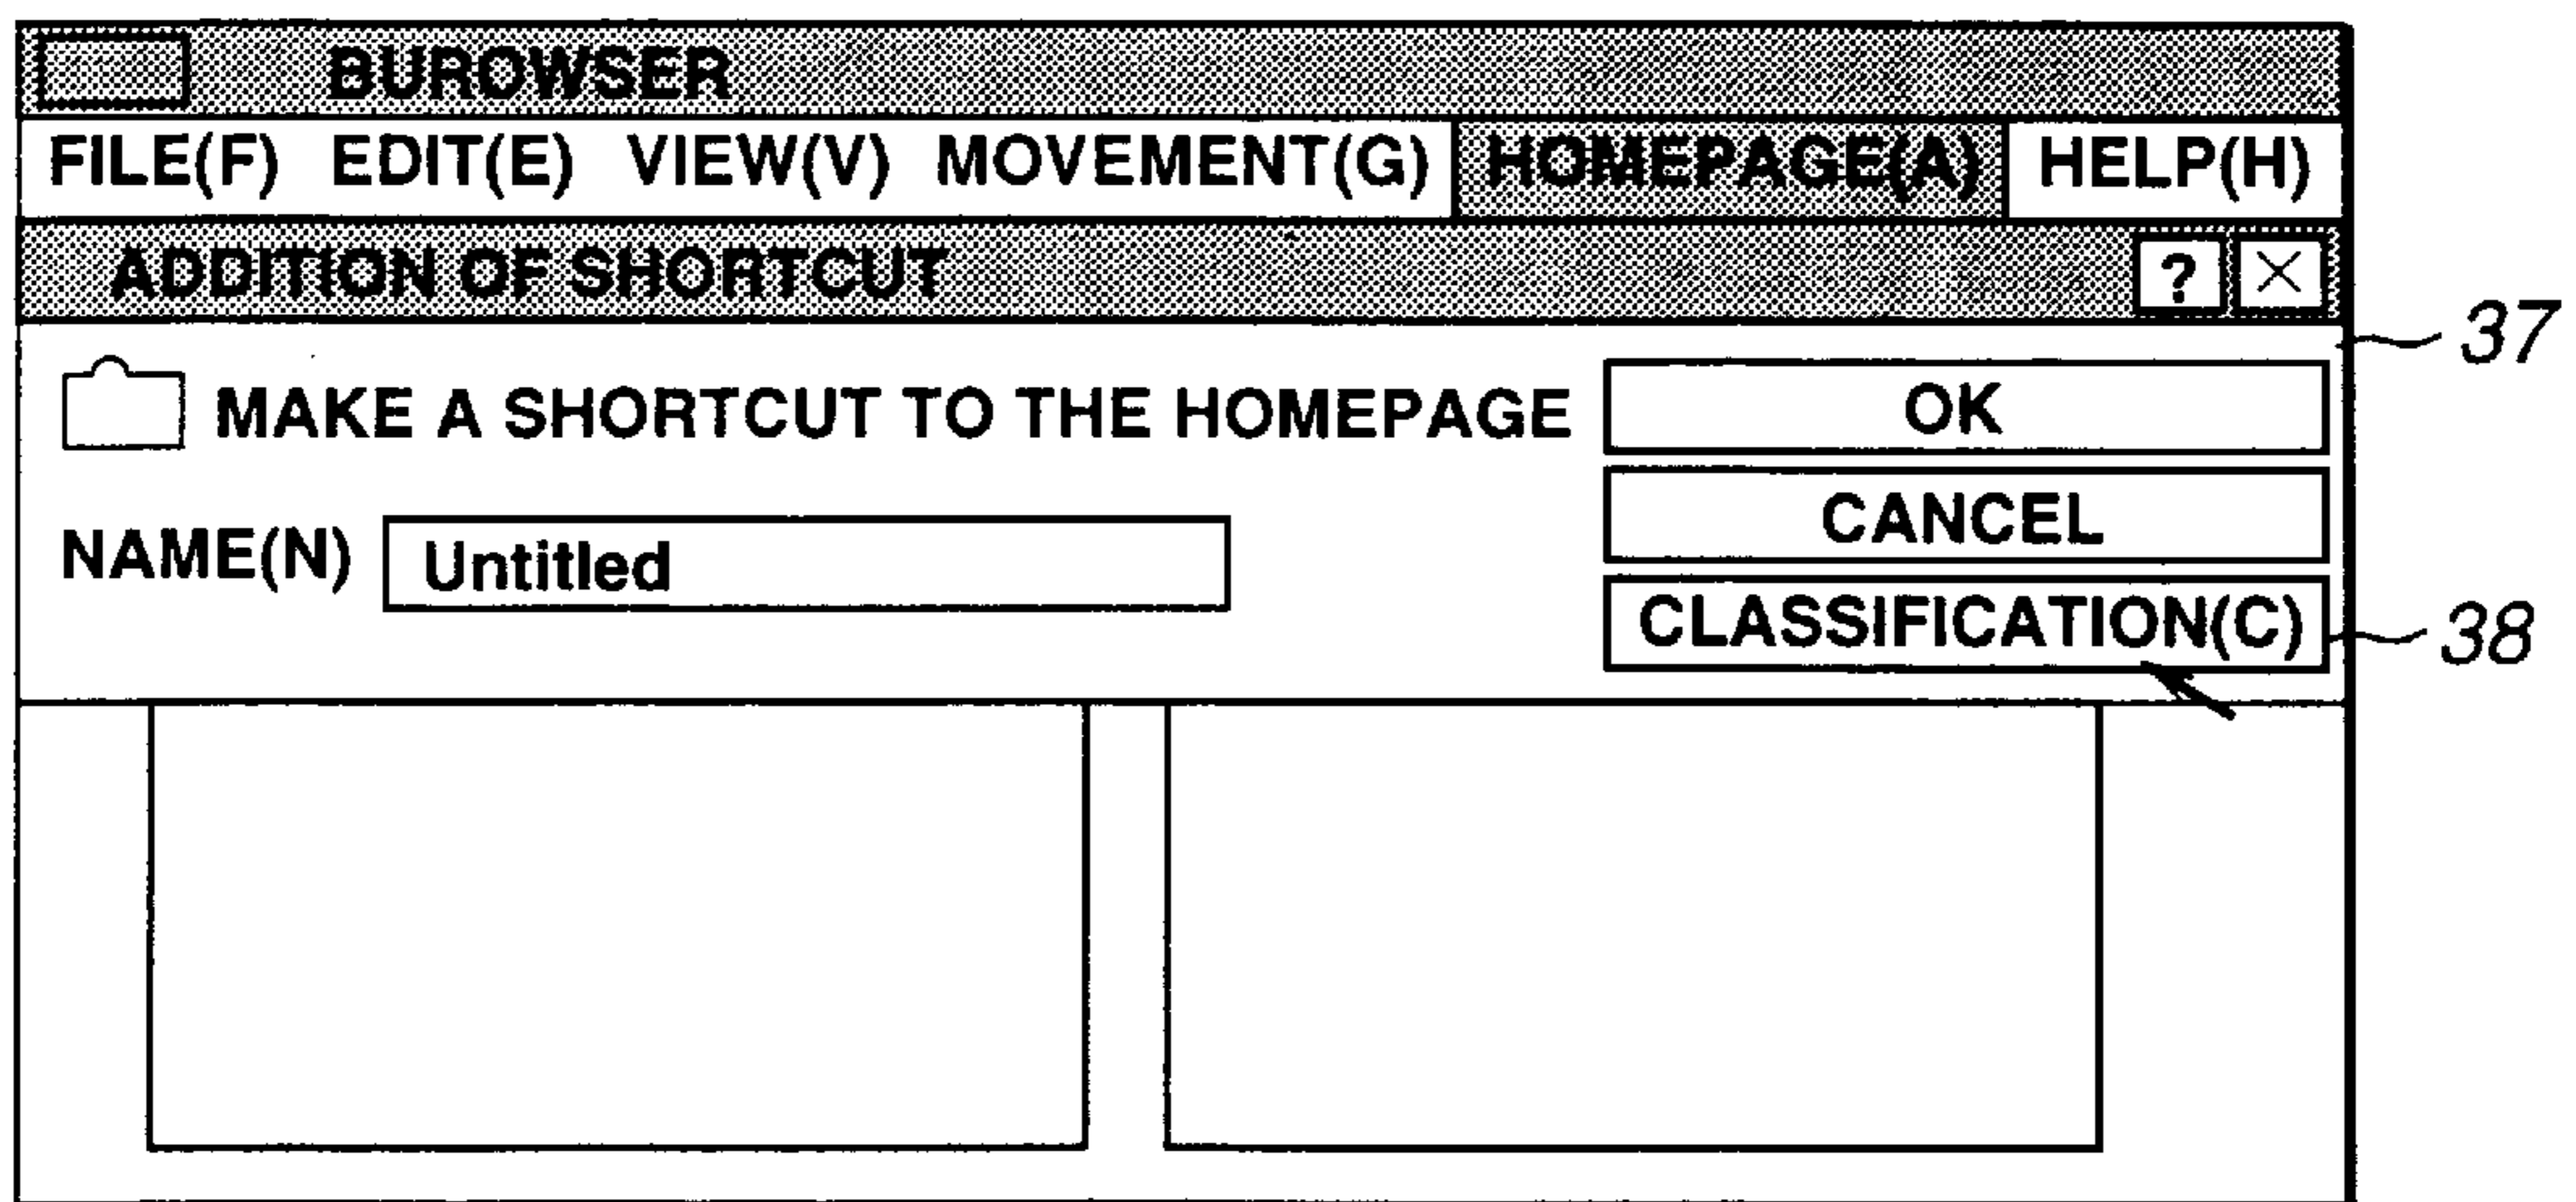 BUROWSER
FILE(F) EDIT(E) VIEW(V) MOVEMENT(G) HOMEPAGE(A) HELP(H)
ADDITION OF SHORTCUT ? ×
37
MAKE A SHORTCUT TO THE HOMEPAGE OK
CANCEL
NAME(N) Untitled
CLASSIFICATION(C) 38